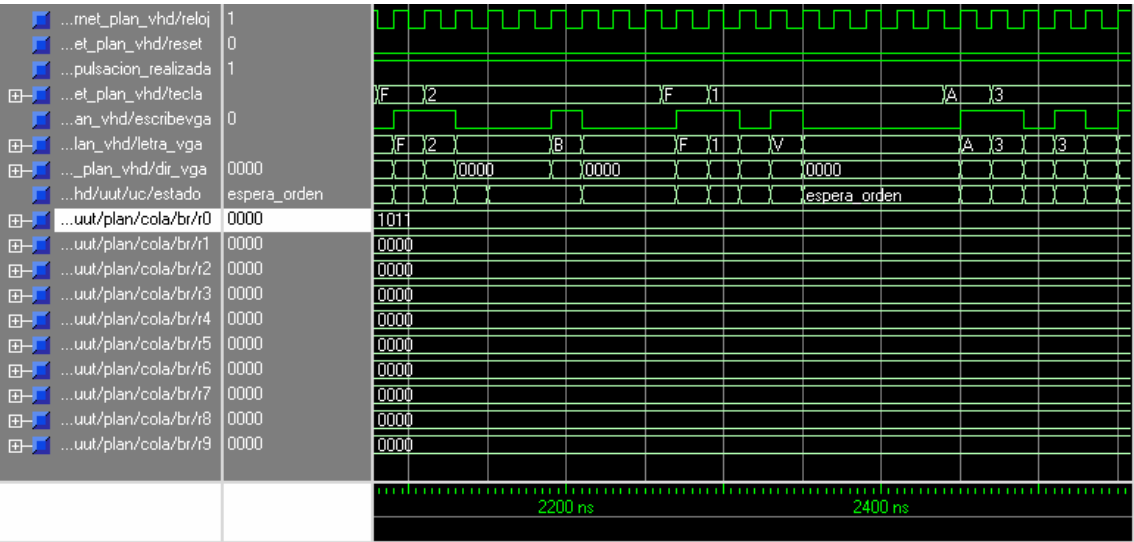 ...rnet_plan_vhd/reloj 1
...et_plan_vhd/reset 0
...pulsacion_realizada 1
...et_plan_vhd/tecla F 2 F 1 A 3
...an_vhd/escribevga 0
...lan_vhd/letra_vga F 2 B F 1 V A 3 3
..._plan_vhd/dir_vga 0000 0000 0000 0000
...hd/uut/uc/estado espera_orden espera_orden
...uut/plan/cola/br/r0 0000 1011
...uut/plan/cola/br/r1 0000 0000
...uut/plan/cola/br/r2 0000 0000
...uut/plan/cola/br/r3 0000 0000
...uut/plan/cola/br/r4 0000 0000
...uut/plan/cola/br/r5 0000 0000
...uut/plan/cola/br/r6 0000 0000
...uut/plan/cola/br/r7 0000 0000
...uut/plan/cola/br/r8 0000 0000
...uut/plan/cola/br/r9 0000 0000
2200 ns 2400 ns